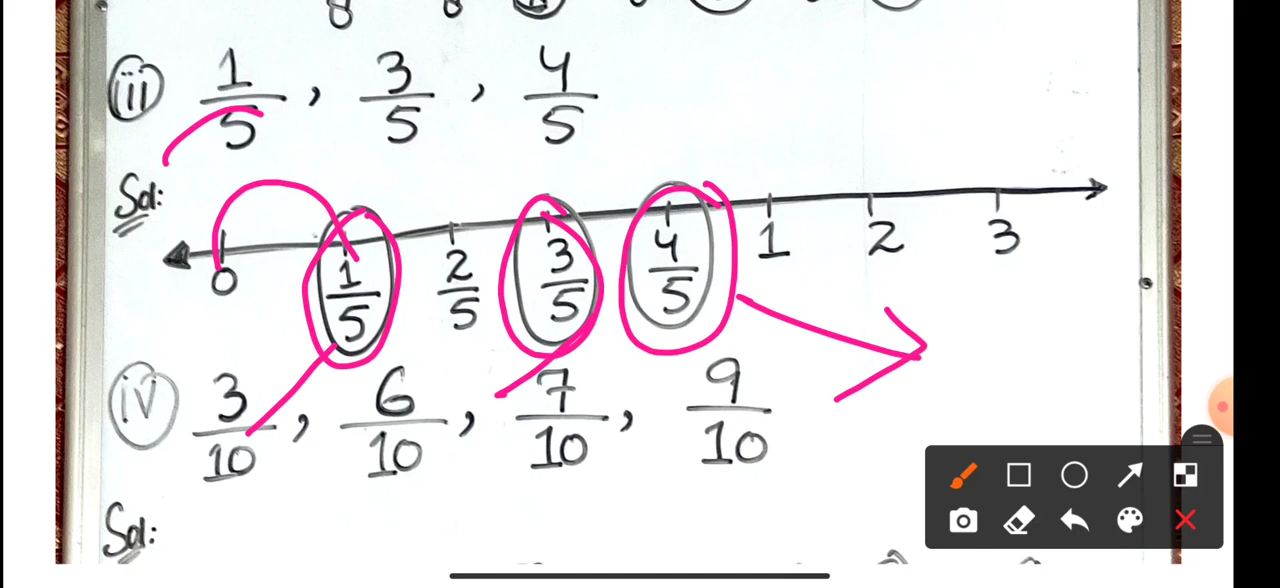 (iii) 1/5 , 3/5 , 4/5
Sol:
0 1/5 2/5 3/5 4/5 1 2 3
(iv) 3/10 , 6/10 , 7/10 , 9/10
Sol: